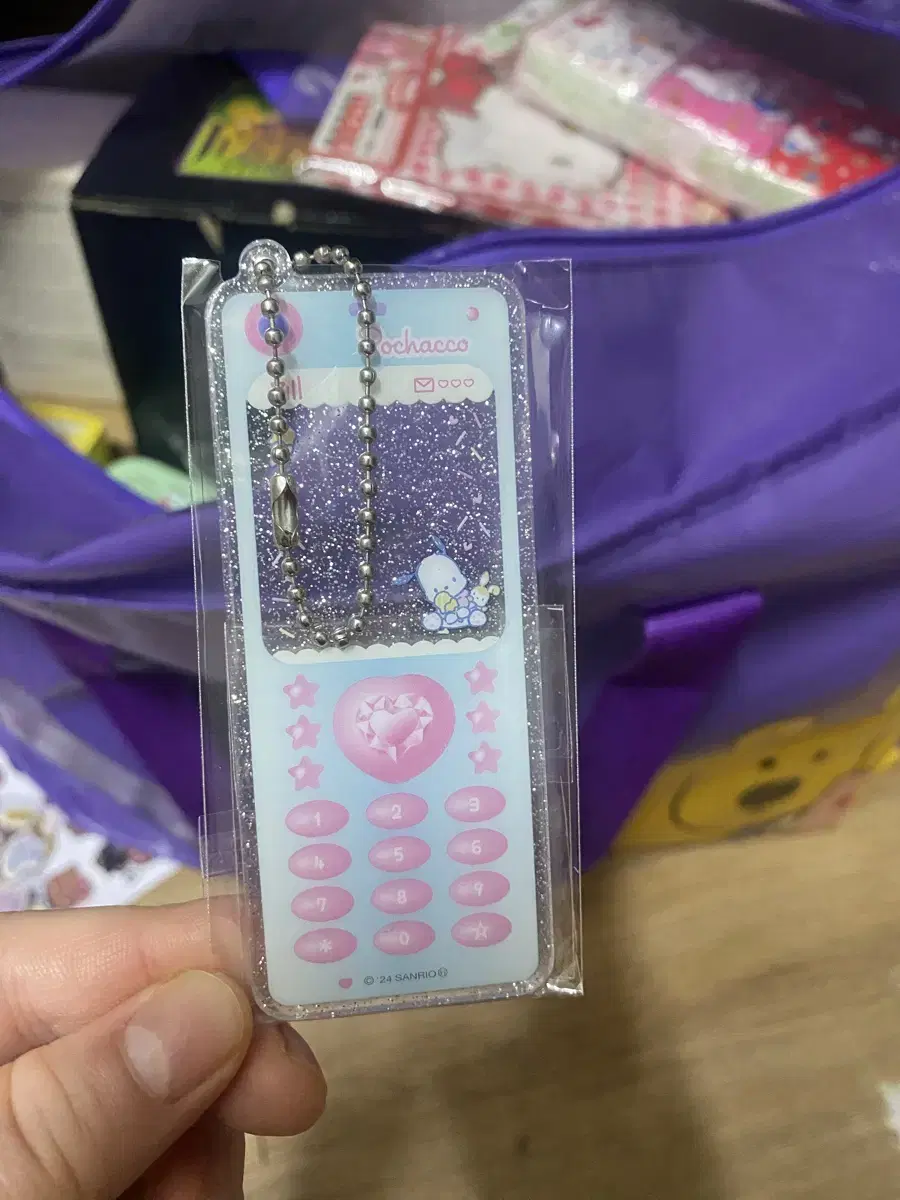 Pochacco
1 2 3
4 5 6
7 8 9
* 0 ☆
© '24 SANRIO Ⓗ